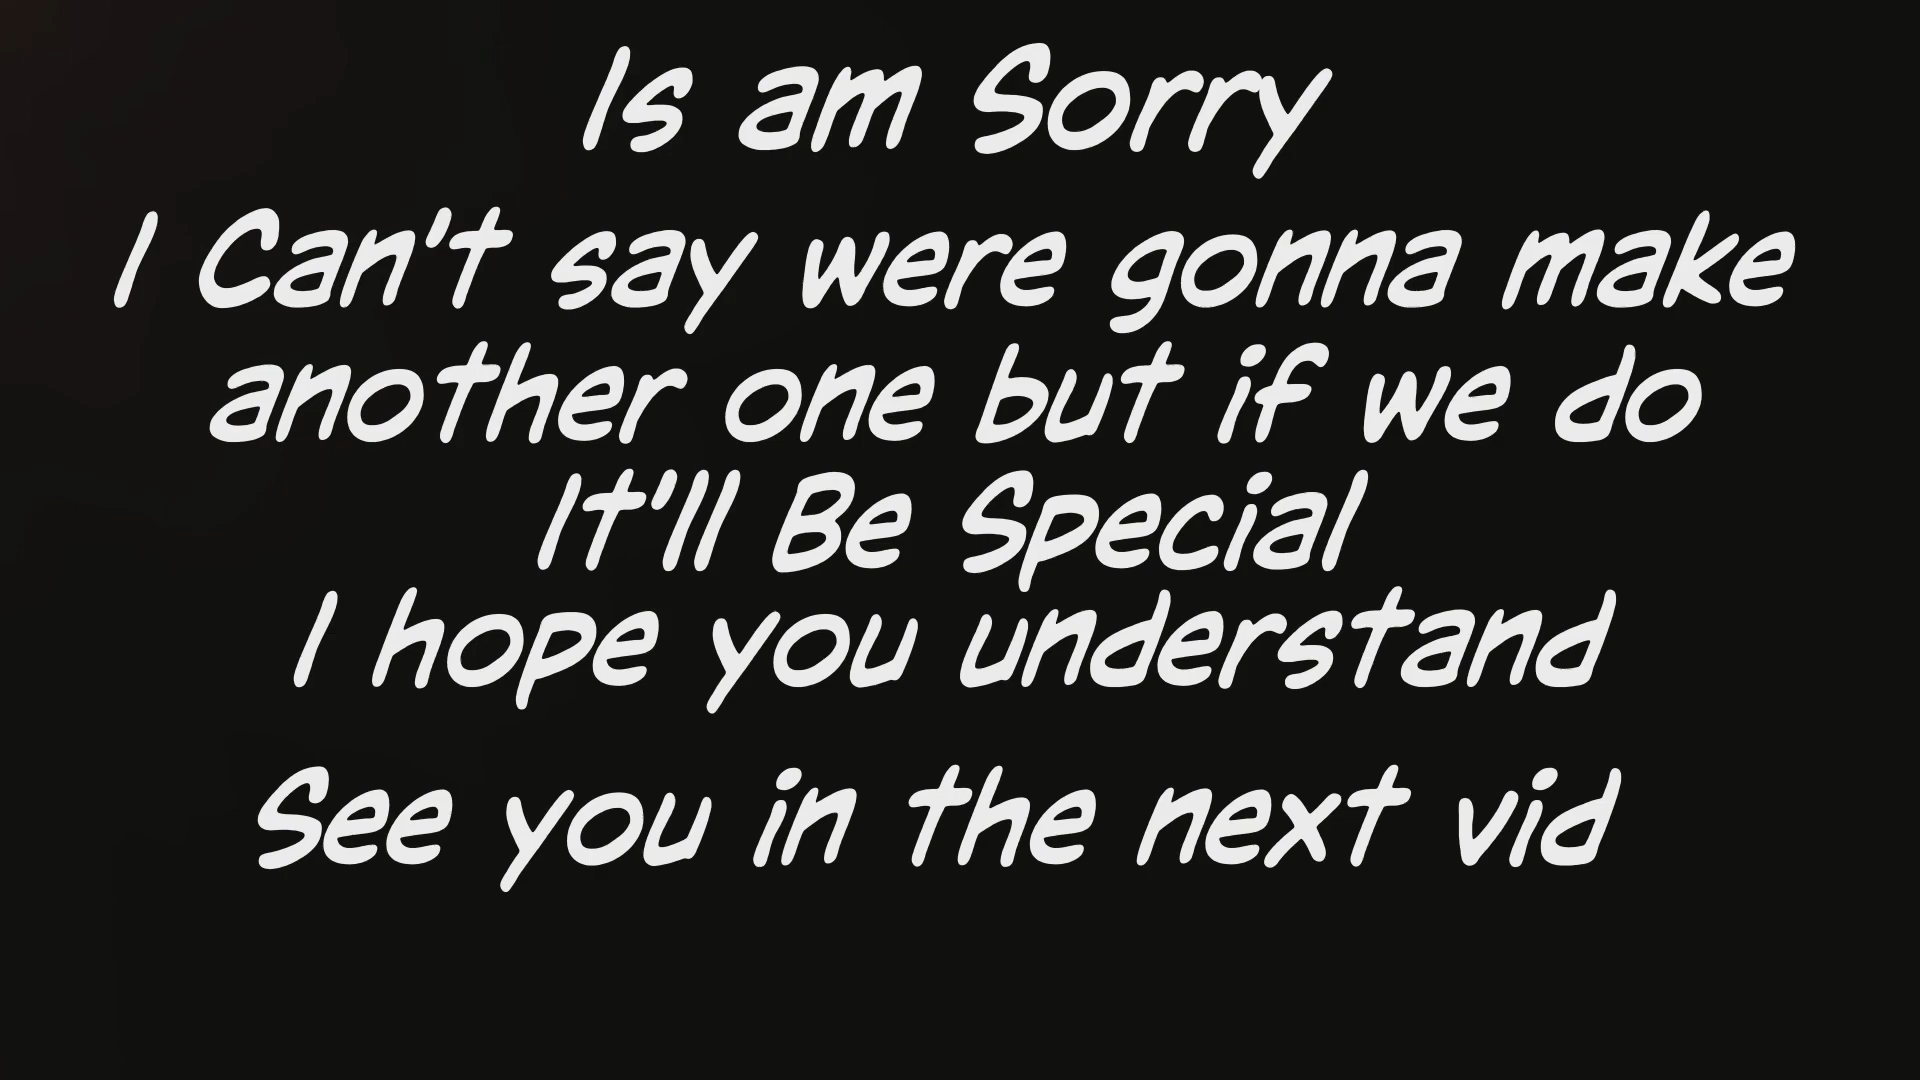 Is am Sorry
I Can't say were gonna make
another one but if we do
It'll Be Special
I hope you understand
See you in the next vid